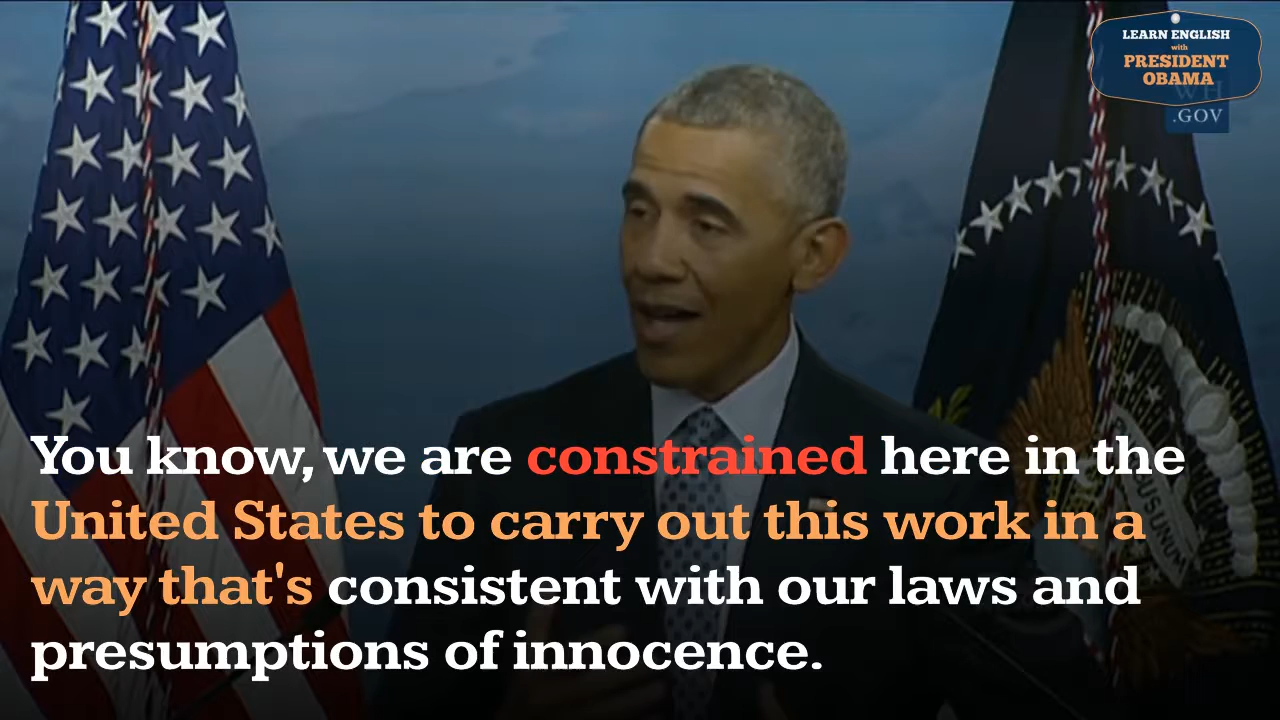 LEARN ENGLISH
with
PRESIDENT
OBAMA
WH
.GOV
You know, we are constrained here in the
United States to carry out this work in a
way that's consistent with our laws and
presumptions of innocence.